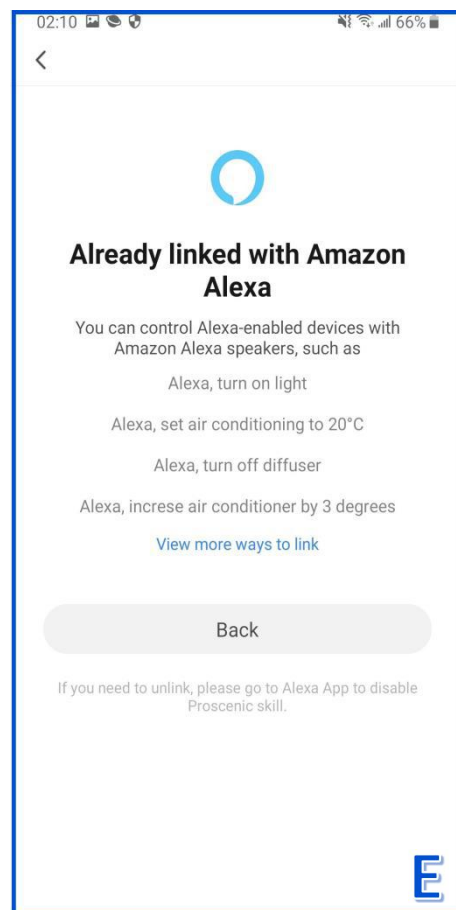 02:10 66%
Already linked with Amazon
Alexa
You can control Alexa-enabled devices with
Amazon Alexa speakers, such as
Alexa, turn on light
Alexa, set air conditioning to 20°C
Alexa, turn off diffuser
Alexa, increse air conditioner by 3 degrees
View more ways to link
Back
If you need to unlink, please go to Alexa App to disable
Proscenic skill.
E